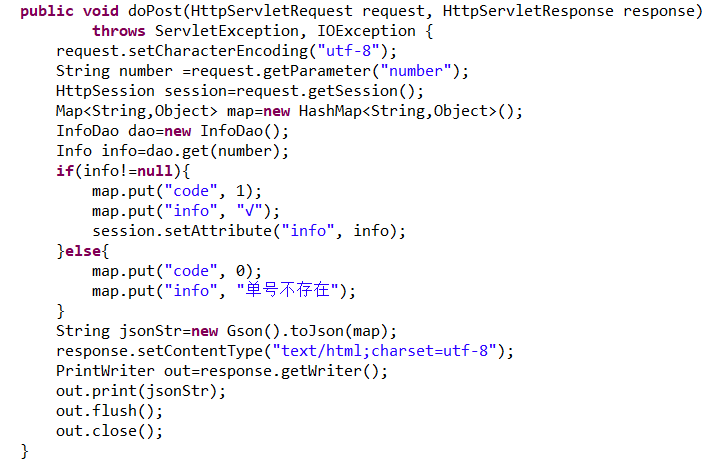 public void doPost(HttpServletRequest request, HttpServletResponse response)
        throws ServletException, IOException {
    request.setCharacterEncoding("utf-8");
    String number =request.getParameter("number");
    HttpSession session=request.getSession();
    Map<String,Object> map=new HashMap<String,Object>();
    InfoDao dao=new InfoDao();
    Info info=dao.get(number);
    if(info!=null){
        map.put("code", 1);
        map.put("info", "√");
        session.setAttribute("info", info);
    }else{
        map.put("code", 0);
        map.put("info", "单号不存在");
    }
    String jsonStr=new Gson().toJson(map);
    response.setContentType("text/html;charset=utf-8");
    PrintWriter out=response.getWriter();
    out.print(jsonStr);
    out.flush();
    out.close();
}